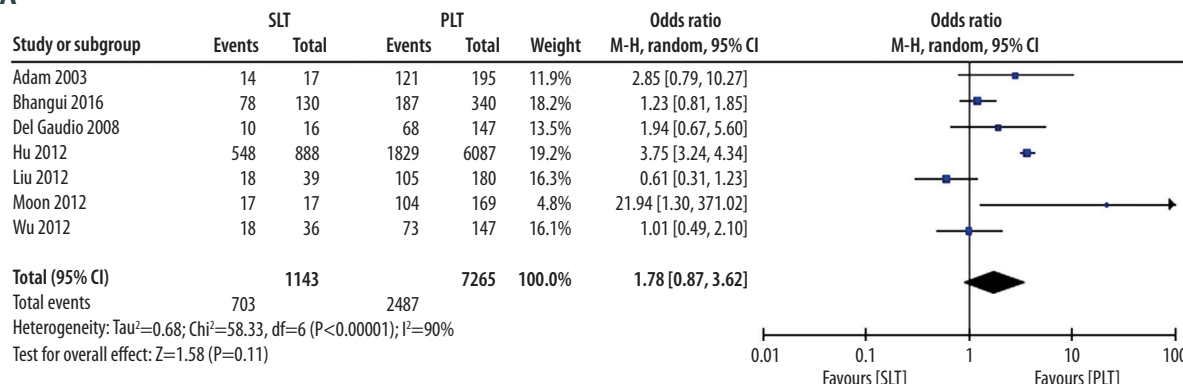 A
SLT PLT Odds ratio Odds ratio
Study or subgroup Events Total Events Total Weight M-H, random, 95% CI M-H, random, 95% CI
Adam 2003 14 17 121 195 11.9% 2.85 [0.79, 10.27]
Bhangui 2016 78 130 187 340 18.2% 1.23 [0.81, 1.85]
Del Gaudio 2008 10 16 68 147 13.5% 1.94 [0.67, 5.60]
Hu 2012 548 888 1829 6087 19.2% 3.75 [3.24, 4.34]
Liu 2012 18 39 105 180 16.3% 0.61 [0.31, 1.23]
Moon 2012 17 17 104 169 4.8% 21.94 [1.30, 371.02]
Wu 2012 18 36 73 147 16.1% 1.01 [0.49, 2.10]
Total (95% CI) 1143 7265 100.0% 1.78 [0.87, 3.62]
Total events 703 2487
Heterogeneity: Tau²=0.68; Chi²=58.33, df=6 (P<0.00001); I²=90%
Test for overall effect: Z=1.58 (P=0.11)
0.01 0.1 1 10 100
Favours [SLT] Favours [PLT]